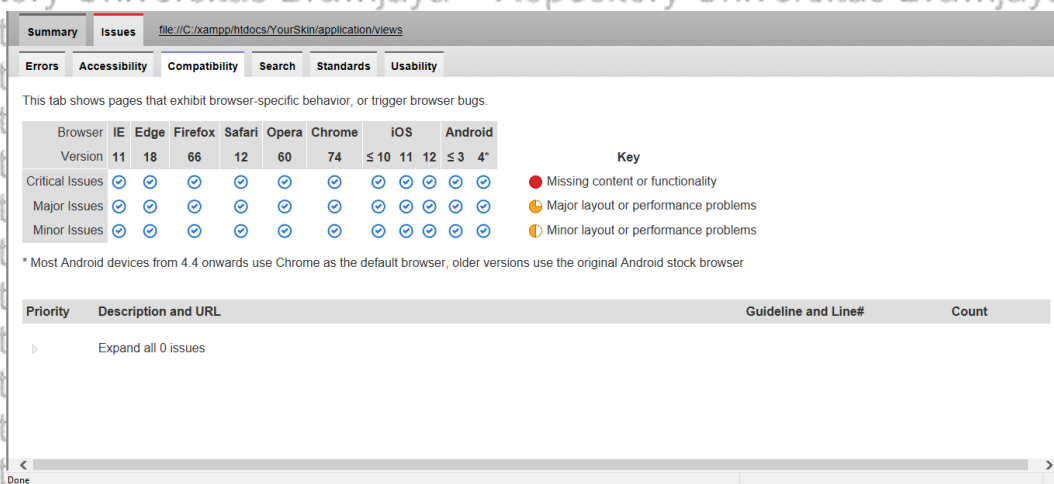 Repository Universitas Brawijaya
Summary Issues file://C:/xampp/htdocs/YourSkin/application/views
Errors Accessibility Compatibility Search Standards Usability
This tab shows pages that exhibit browser-specific behavior, or trigger browser bugs.
Browser IE Edge Firefox Safari Opera Chrome iOS Android
Version 11 18 66 12 60 74 ≤ 10 11 12 ≤ 3 4* Key
Critical Issues Missing content or functionality
Major Issues Major layout or performance problems
Minor Issues Minor layout or performance problems
* Most Android devices from 4.4 onwards use Chrome as the default browser, older versions use the original Android stock browser
Priority Description and URL Guideline and Line# Count
Expand all 0 issues
Done